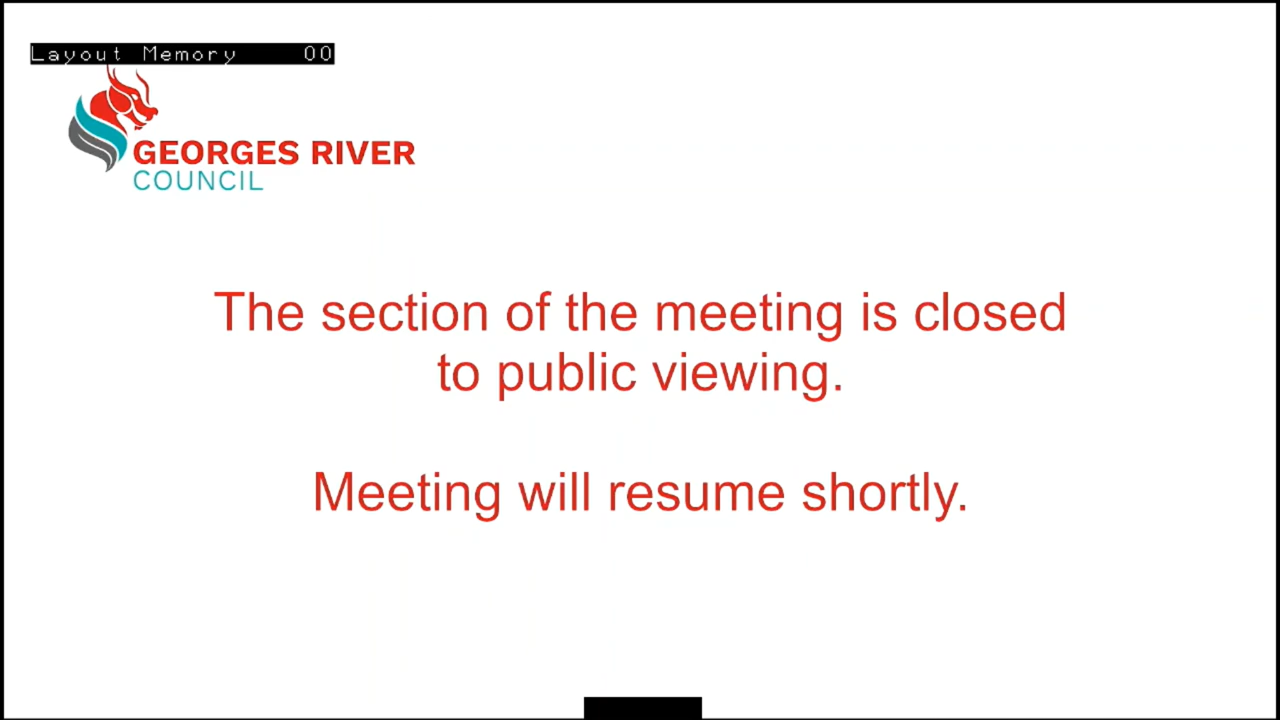 Layout Memory 00
GEORGES RIVER
COUNCIL
The section of the meeting is closed
to public viewing.
Meeting will resume shortly.